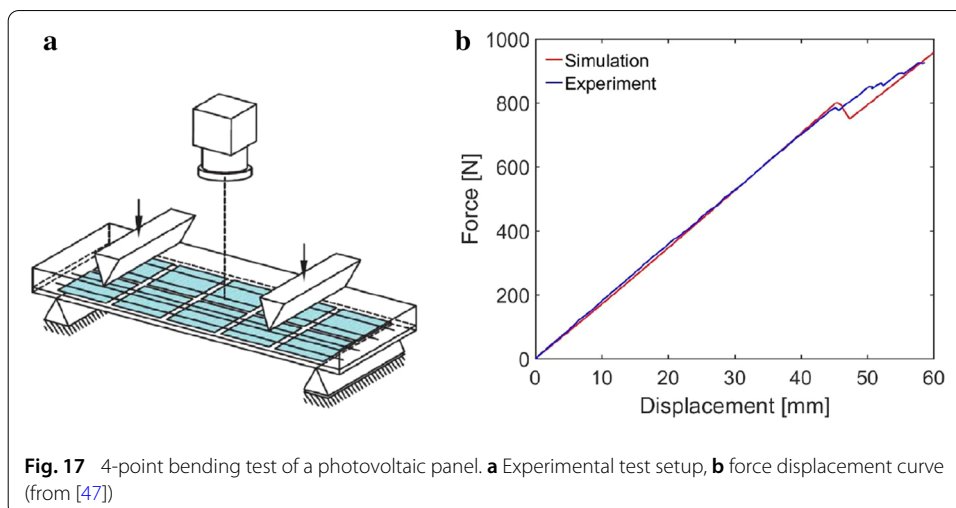 a
b
1000
800
600
400
200
0
Force [N]
Simulation
Experiment
0 10 20 30 40 50 60
Displacement [mm]
Fig. 17 4-point bending test of a photovoltaic panel. a Experimental test setup, b force displacement curve
(from [47])